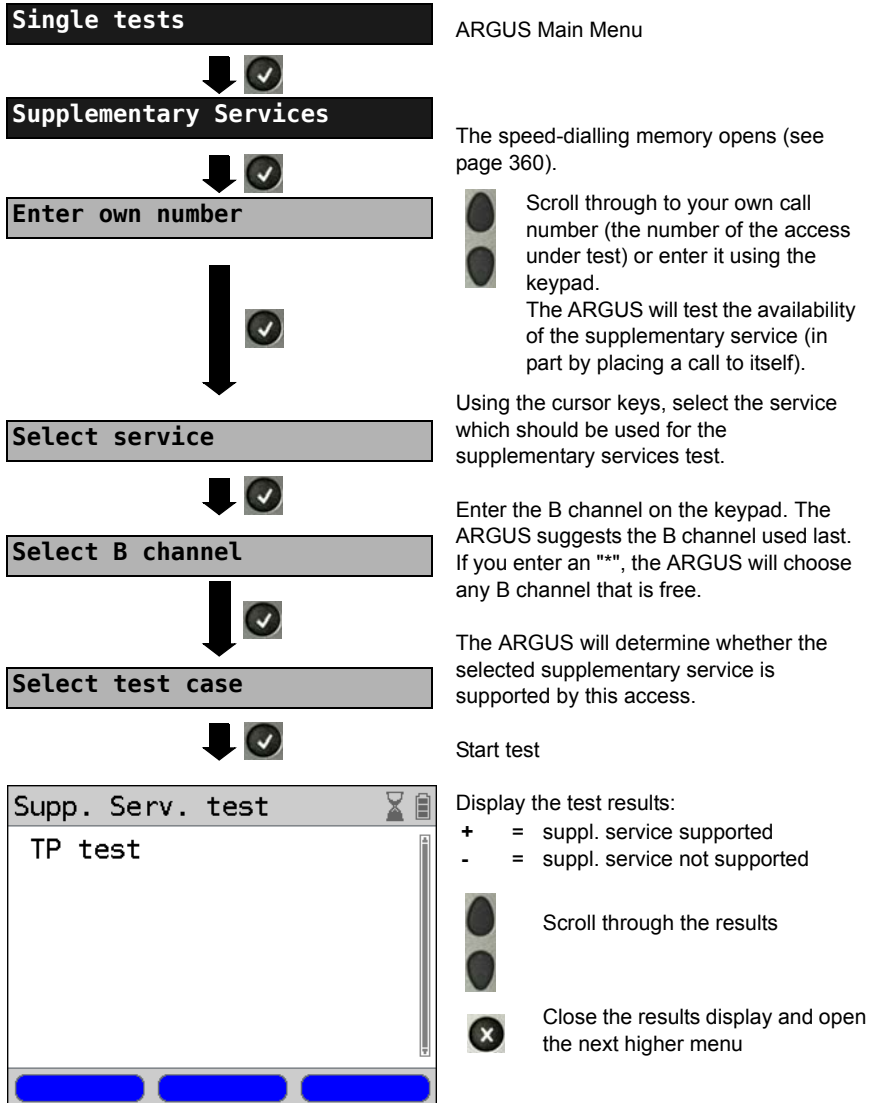 Single tests
ARGUS Main Menu
Supplementary Services
The speed-dialling memory opens (see
page 360).
Enter own number
Scroll through to your own call
number (the number of the access
under test) or enter it using the
keypad.
The ARGUS will test the availability
of the supplementary service (in
part by placing a call to itself).
Select service
Using the cursor keys, select the service
which should be used for the
supplementary services test.
Select B channel
Enter the B channel on the keypad. The
ARGUS suggests the B channel used last.
If you enter an "*", the ARGUS will choose
any B channel that is free.
Select test case
The ARGUS will determine whether the
selected supplementary service is
supported by this access.
Start test
Supp. Serv. test
TP test
Display the test results:
+ = suppl. service supported
- = suppl. service not supported
Scroll through the results
Close the results display and open
the next higher menu